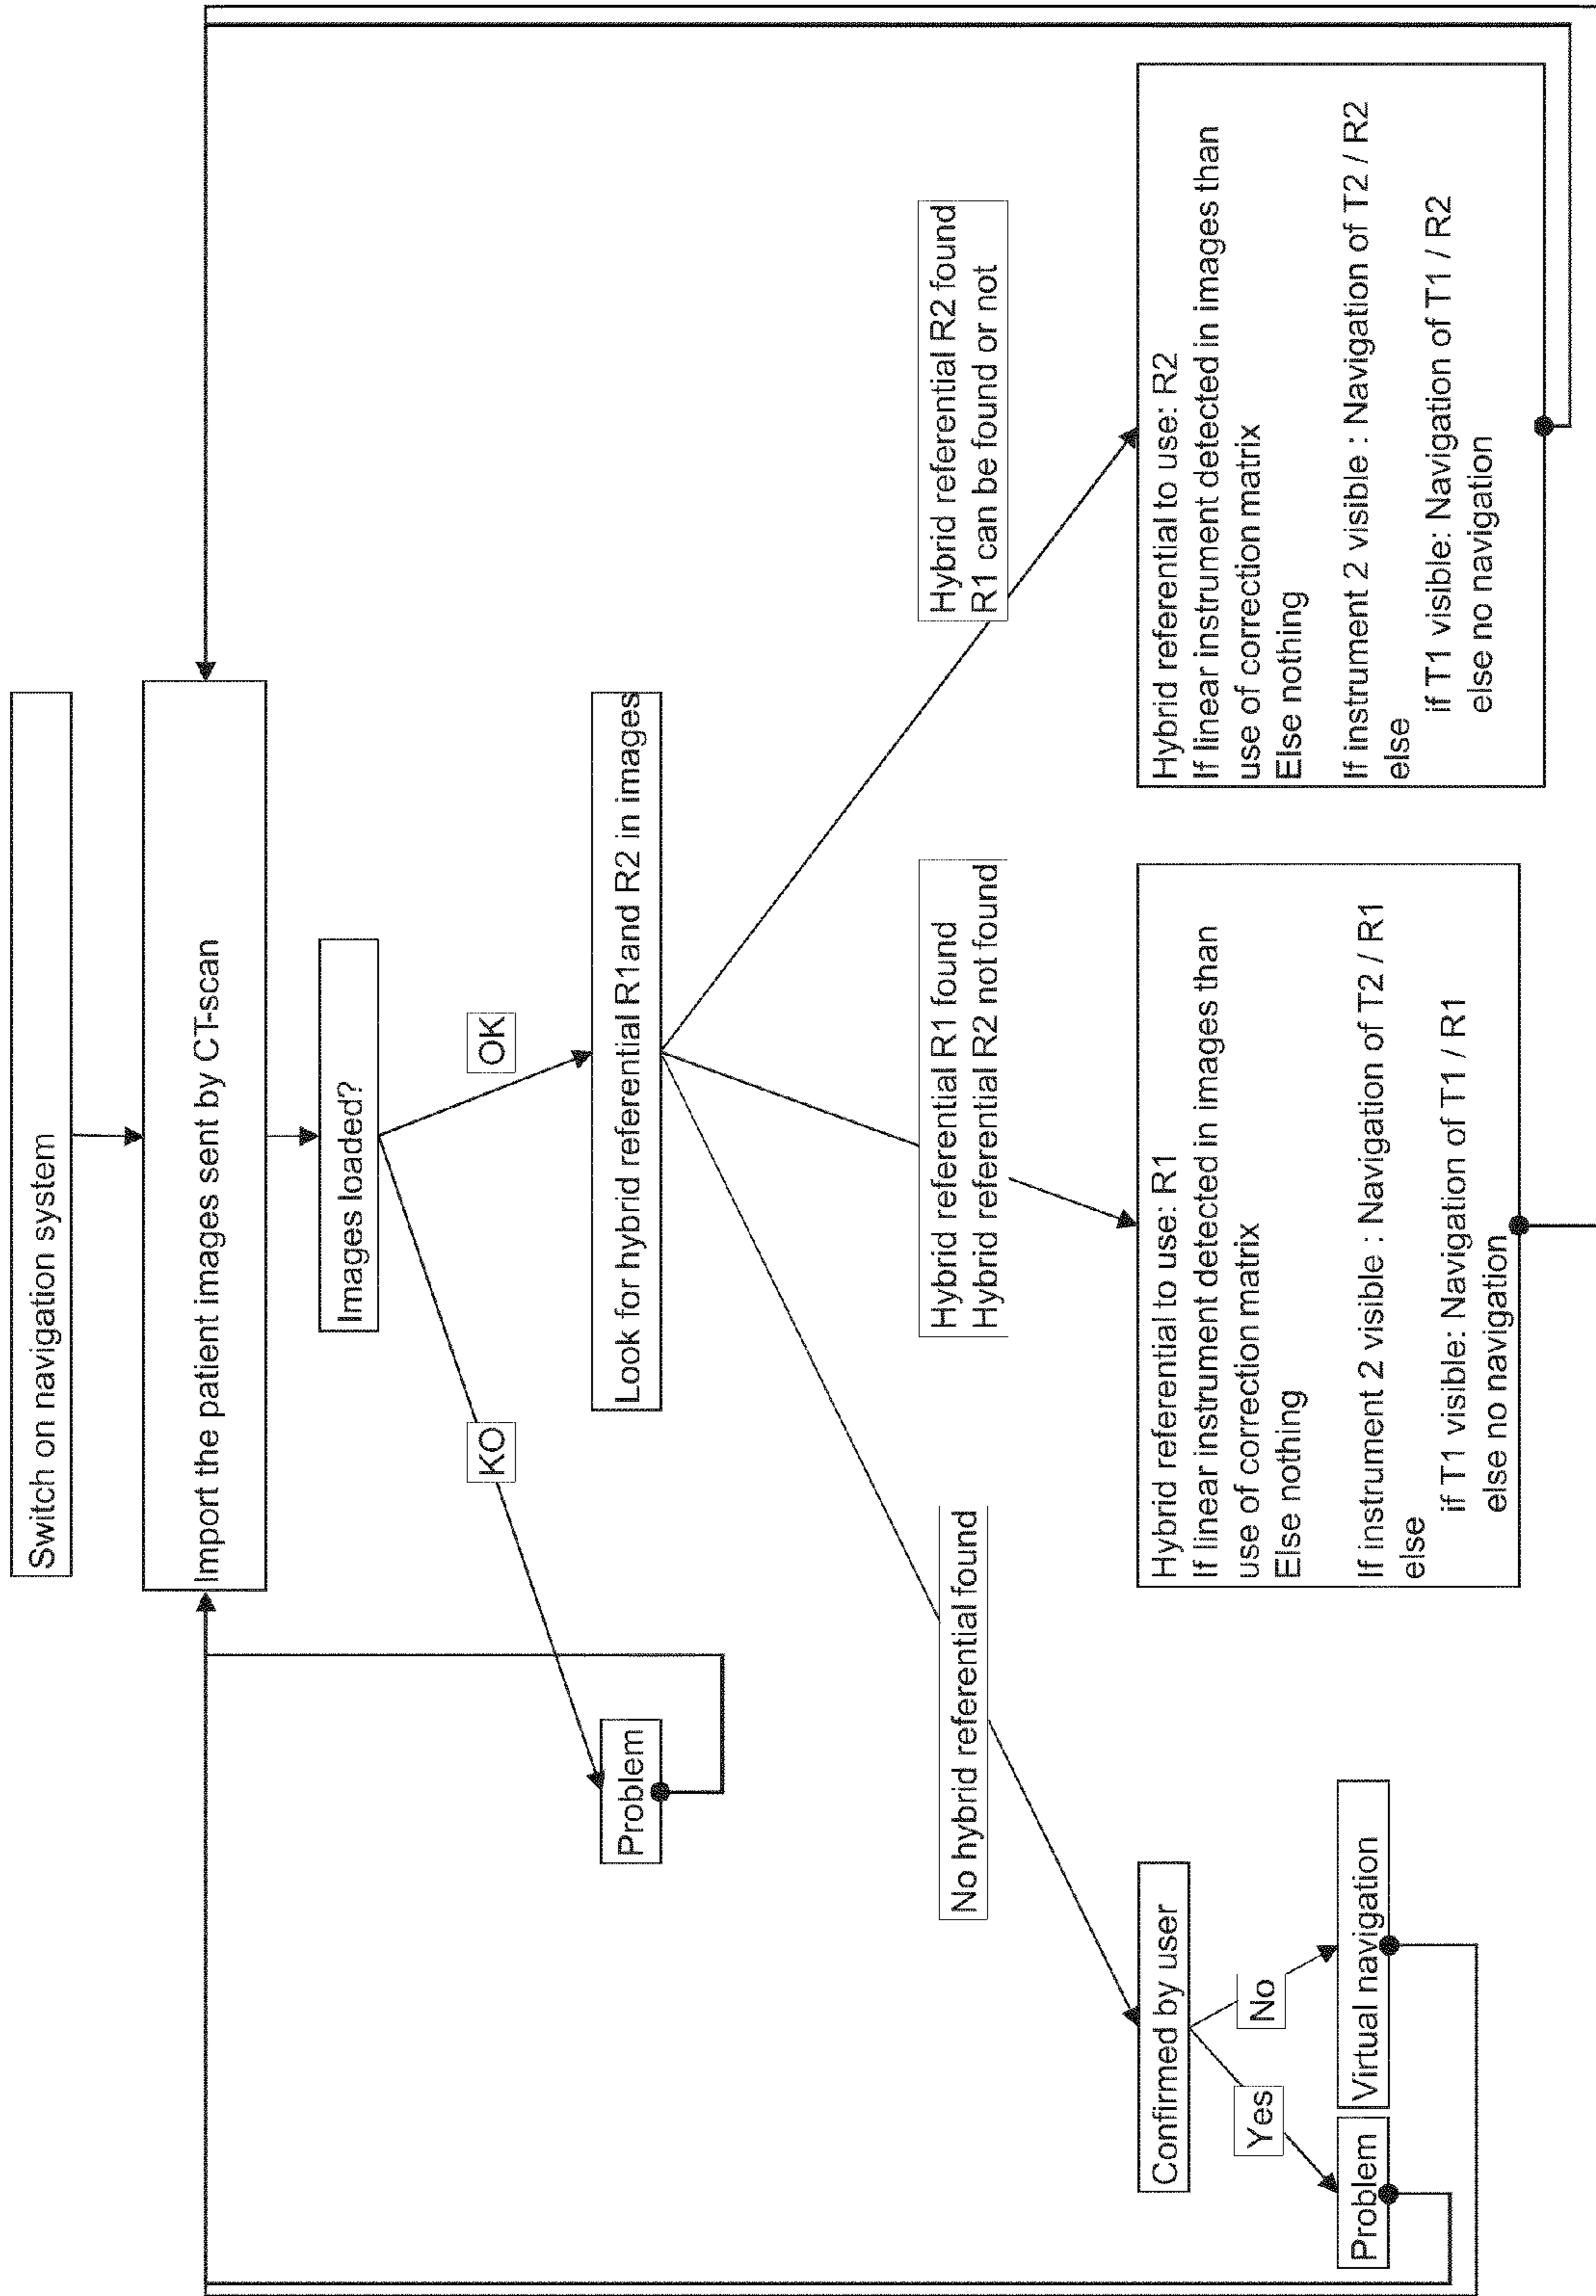 Switch on navigation system
Import the patient images sent by CT-scan
Images loaded?
KO
OK
Problem
Look for hybrid referential R1and R2 in images
No hybrid referential found
Hybrid referential R1 found
Hybrid referential R2 not found
Hybrid referential R2 found
R1 can be found or not
Confirmed by user
Yes
No
Problem
Virtual navigation
Hybrid referential to use: R1
If linear instrument detected in images than
use of correction matrix
Else nothing
If instrument 2 visible : Navigation of T2 / R1
else
if T1 visible: Navigation of T1 / R1
else no navigation
Hybrid referential to use: R2
If linear instrument detected in images than
use of correction matrix
Else nothing
If instrument 2 visible : Navigation of T2 / R2
else
if T1 visible: Navigation of T1 / R2
else no navigation